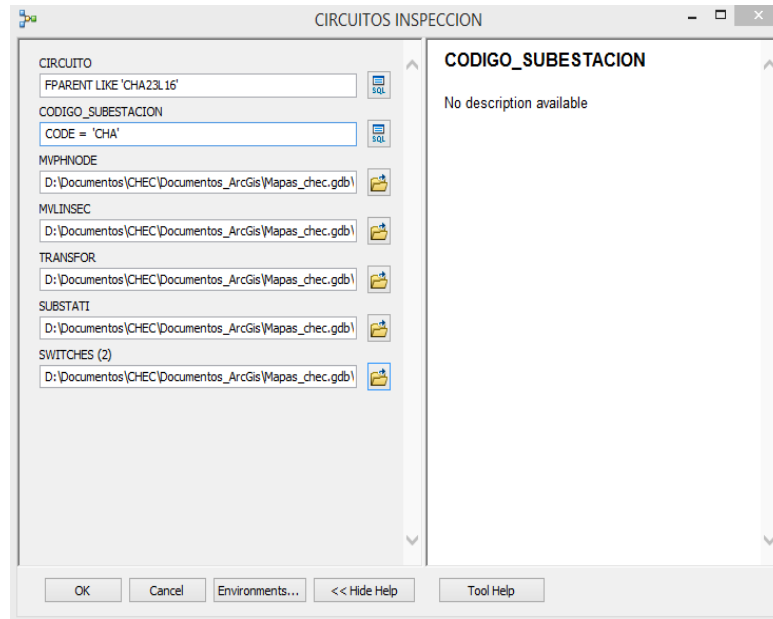 CIRCUITOS INSPECCION
CIRCUITO
FPARENT LIKE 'CHA23L16'
SQL
CODIGO_SUBESTACION
CODE = 'CHA'
SQL
MVPHNODE
D:\Documentos\CHEC\Documentos_ArcGis\Mapas_chec.gdb\
MVLINSEC
D:\Documentos\CHEC\Documentos_ArcGis\Mapas_chec.gdb\
TRANSFOR
D:\Documentos\CHEC\Documentos_ArcGis\Mapas_chec.gdb\
SUBSTATI
D:\Documentos\CHEC\Documentos_ArcGis\Mapas_chec.gdb\
SWITCHES (2)
D:\Documentos\CHEC\Documentos_ArcGis\Mapas_chec.gdb\
CODIGO_SUBESTACION
No description available
OK Cancel Environments... << Hide Help Tool Help